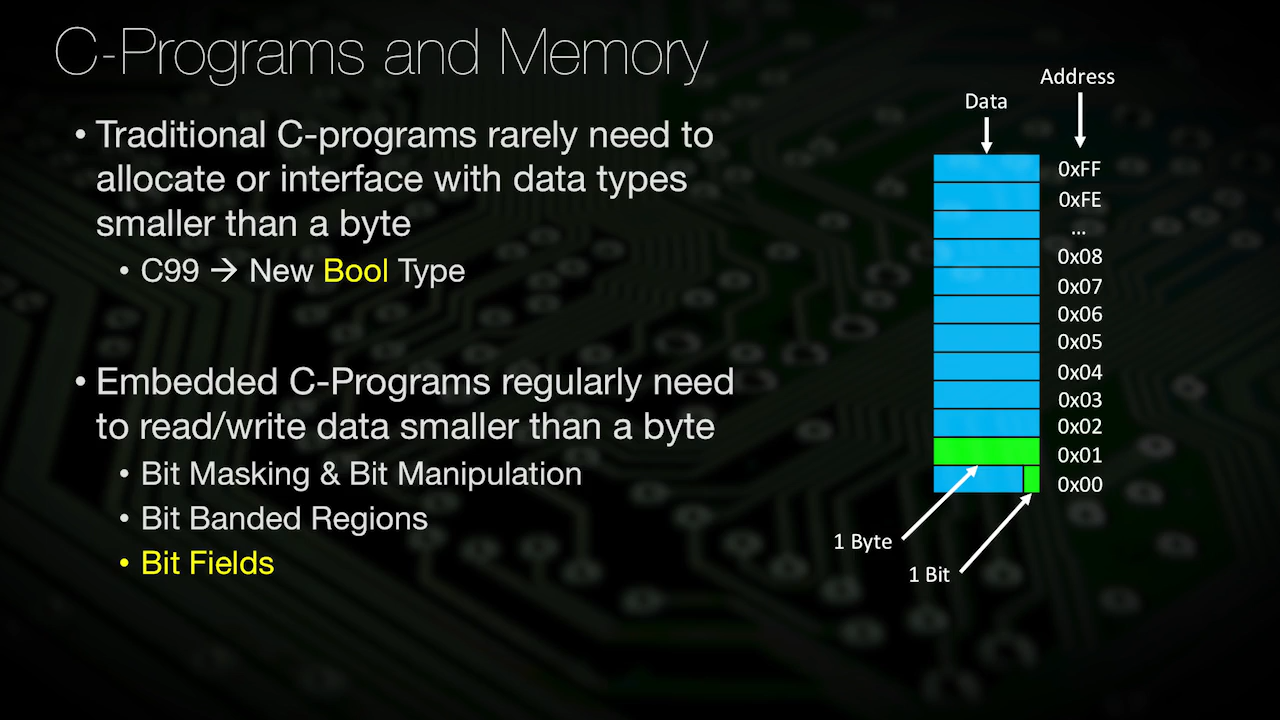 C-Programs and Memory
• Traditional C-programs rarely need to
allocate or interface with data types
smaller than a byte
• C99 → New Bool Type
• Embedded C-Programs regularly need
to read/write data smaller than a byte
• Bit Masking & Bit Manipulation
• Bit Banded Regions
• Bit Fields
Address
Data
0xFF
0xFE
...
0x08
0x07
0x06
0x05
0x04
0x03
0x02
0x01
0x00
1 Byte
1 Bit